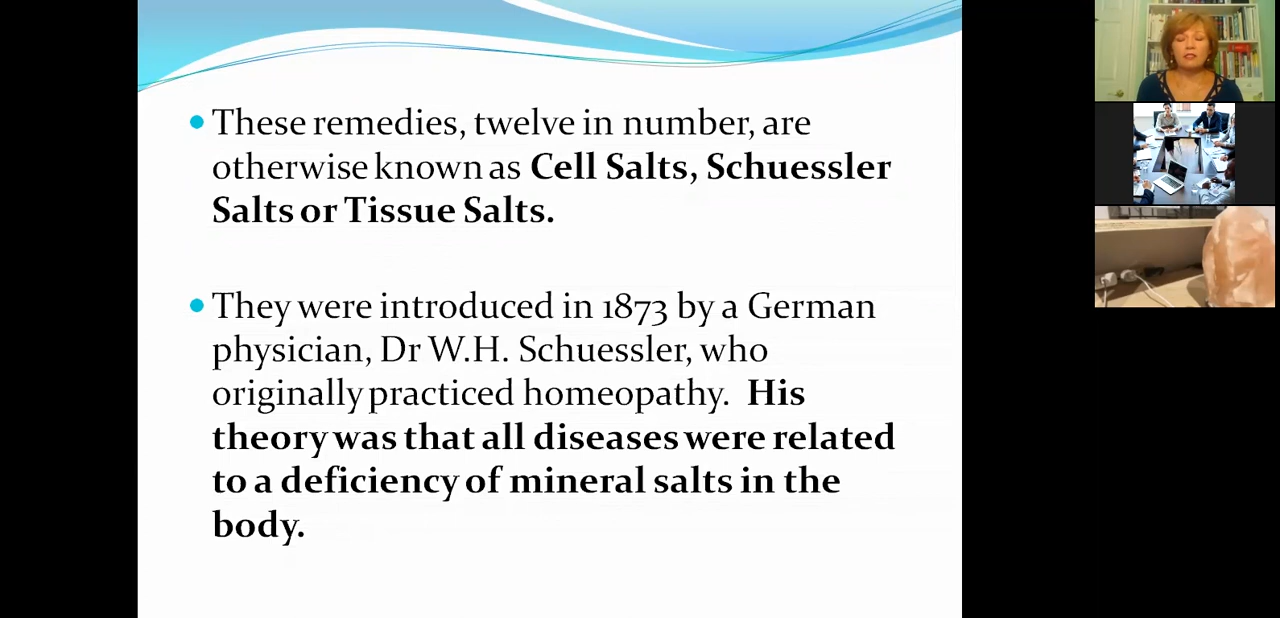 These remedies, twelve in number, are
otherwise known as Cell Salts, Schuessler
Salts or Tissue Salts.
They were introduced in 1873 by a German
physician, Dr W.H. Schuessler, who
originally practiced homeopathy. His
theory was that all diseases were related
to a deficiency of mineral salts in the
body.